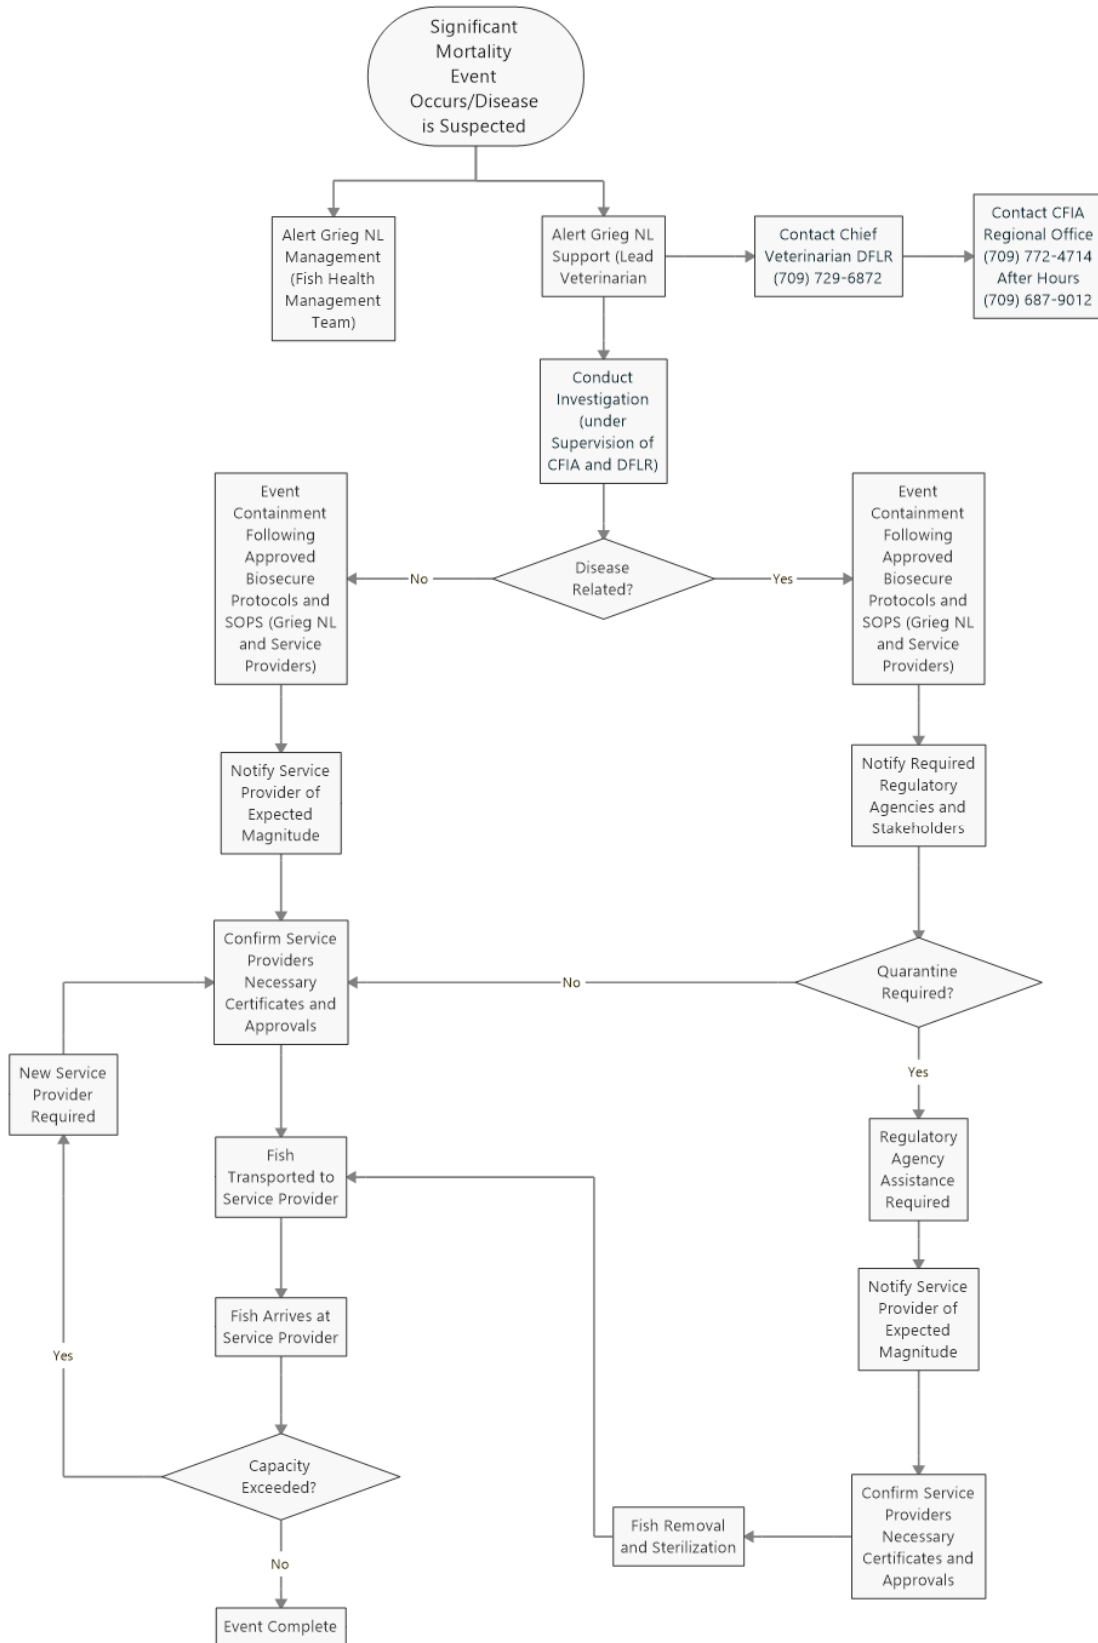 Significant
Mortality
Event
Occurs/Disease
is Suspected
Alert Grieg NL
Management
(Fish Health
Management
Team)
Alert Grieg NL
Support (Lead
Veterinarian
Contact Chief
Veterinarian DFLR
(709) 729-6872
Contact CFIA
Regional Office
(709) 772-4714
After Hours
(709) 687-9012
Conduct
Investigation
(under
Supervision of
CFIA and DFLR)
Disease
Related?
No
Yes
Event
Containment
Following
Approved
Biosecure
Protocols and
SOPS (Grieg NL
and Service
Providers)
Event
Containment
Following
Approved
Biosecure
Protocols and
SOPS (Grieg NL
and Service
Providers)
Notify Service
Provider of
Expected
Magnitude
Notify Required
Regulatory
Agencies and
Stakeholders
Confirm Service
Providers
Necessary
Certificates and
Approvals
No
Quarantine
Required?
Yes
New Service
Provider
Required
Fish
Transported to
Service Provider
Regulatory
Agency
Assistance
Required
Fish Arrives at
Service Provider
Notify Service
Provider of
Expected
Magnitude
Yes
Capacity
Exceeded?
Confirm Service
Providers
Necessary
Certificates and
Approvals
Fish Removal
and Sterilization
No
Event Complete